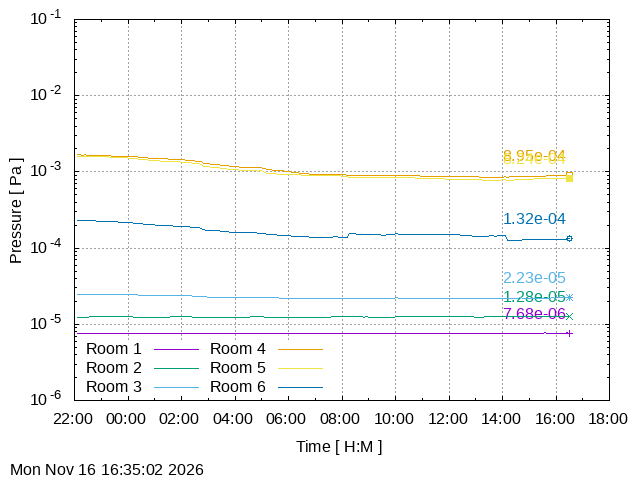 10^-1
10^-2
10^-3
10^-4
10^-5
10^-6
Pressure [ Pa ]
8.95e-04
1.32e-04
2.23e-05
1.28e-05
7.68e-06
Room 1 Room 4
Room 2 Room 5
Room 3 Room 6
22:00 00:00 02:00 04:00 06:00 08:00 10:00 12:00 14:00 16:00 18:00
Time [ H:M ]
Mon Nov 16 16:35:02 2026